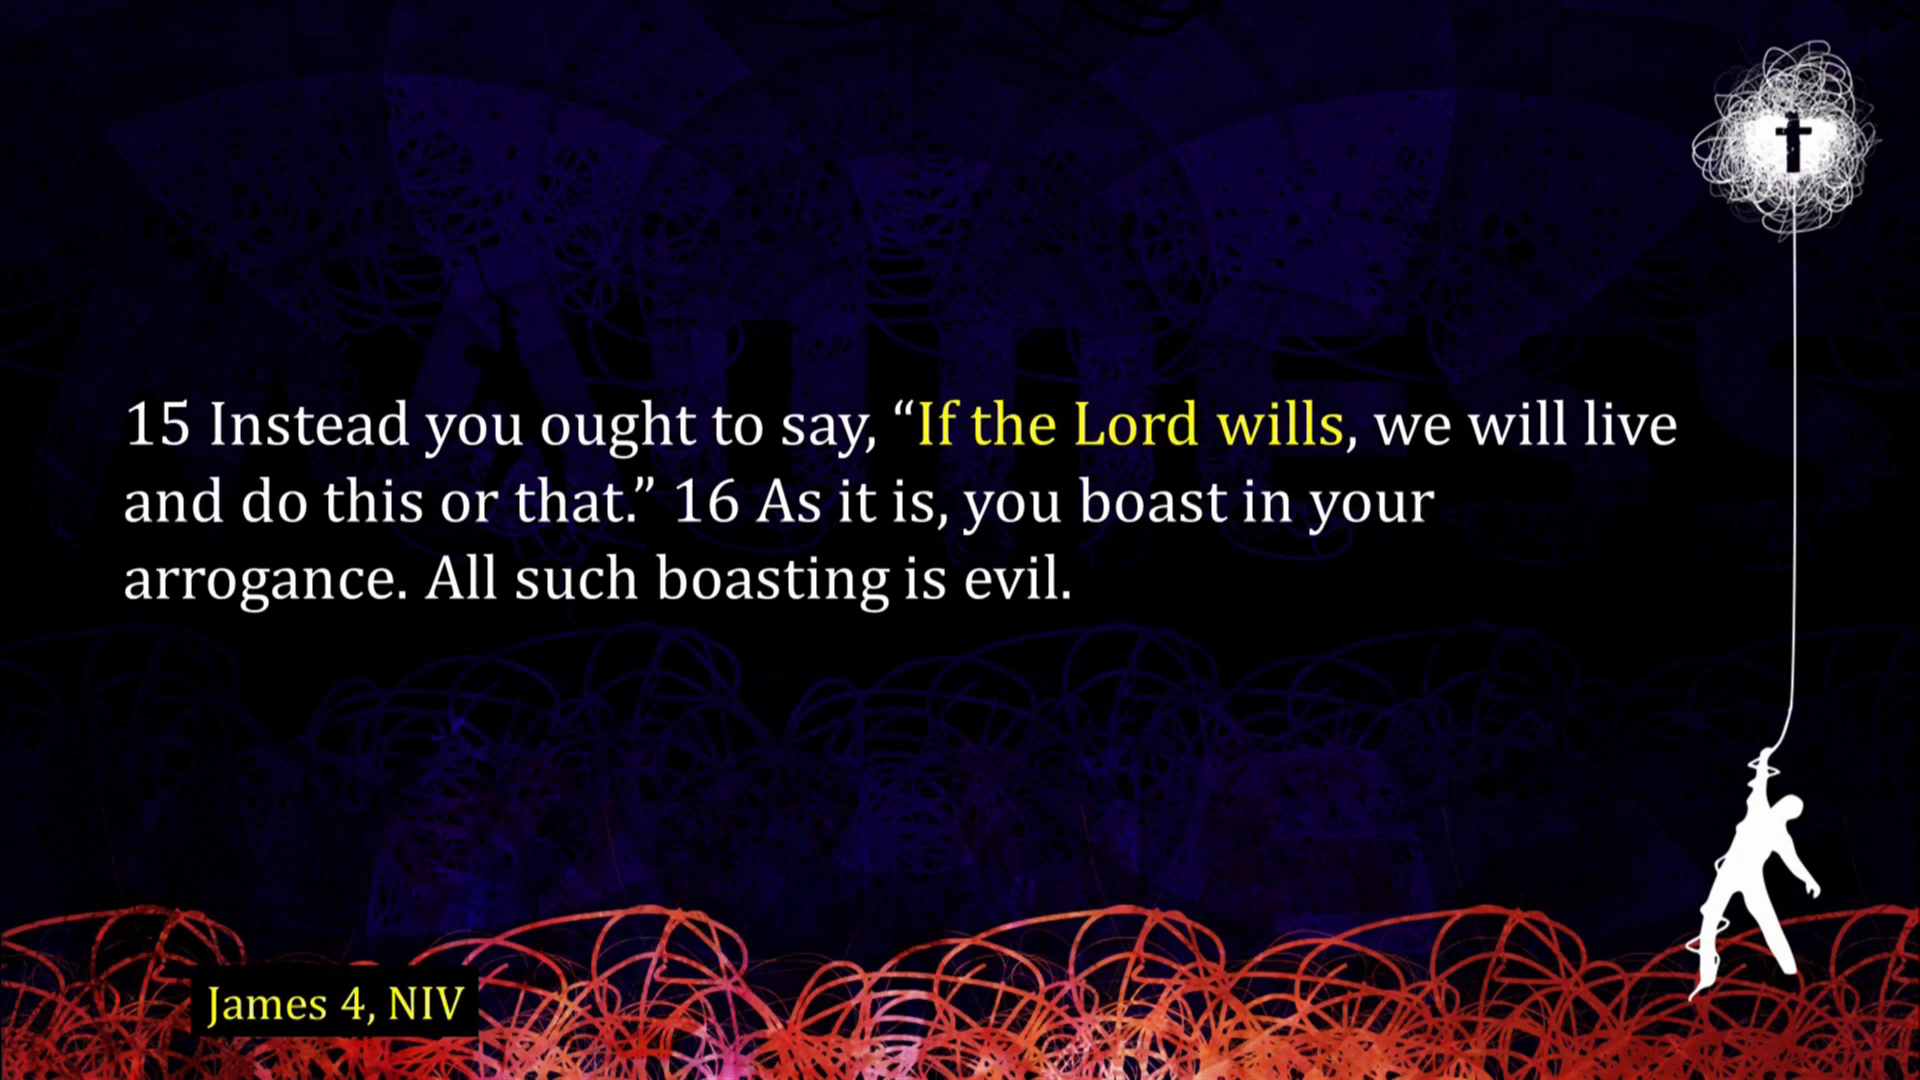 15 Instead you ought to say, “If the Lord wills, we will live
and do this or that.” 16 As it is, you boast in your
arrogance. All such boasting is evil.
James 4, NIV